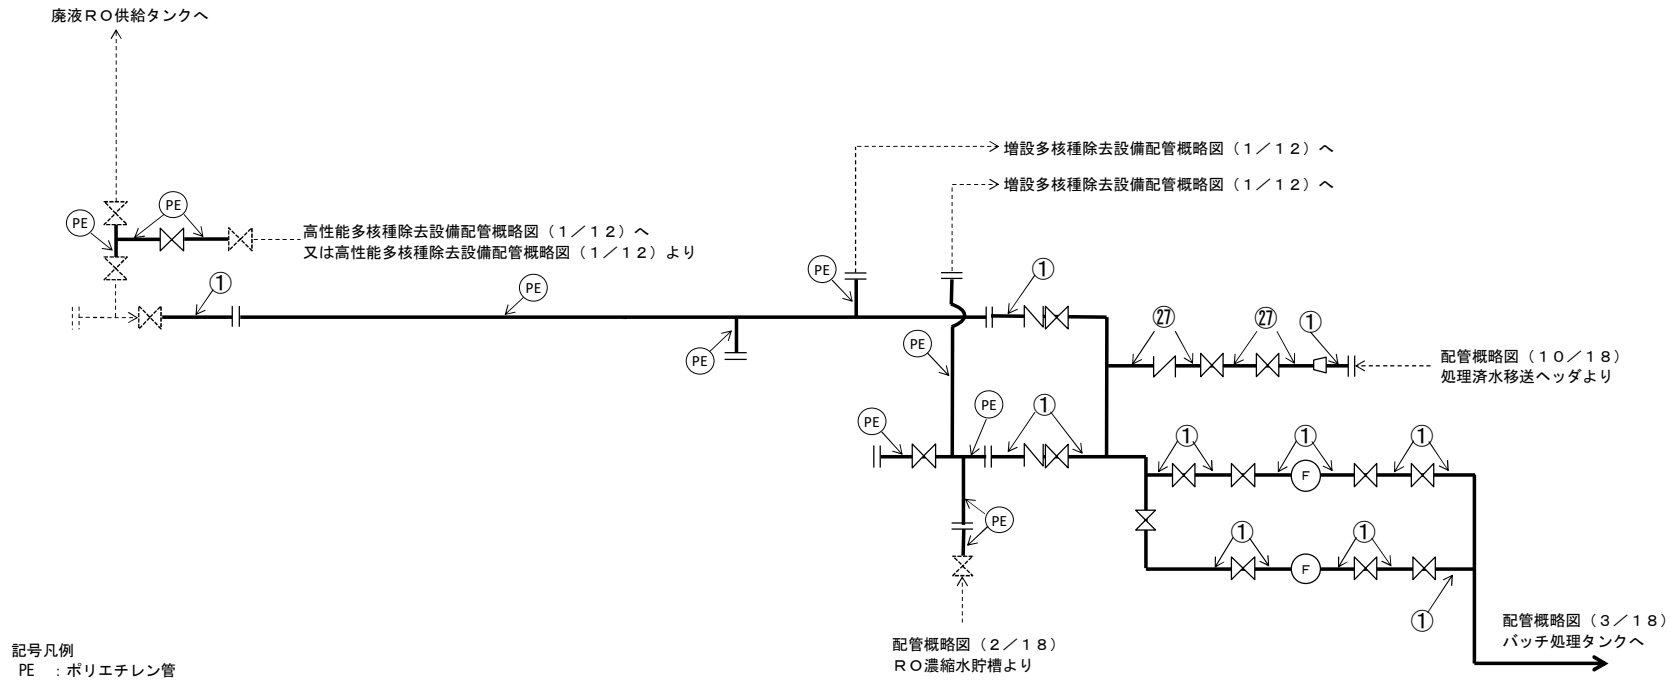 廃液RO供給タンクへ
増設多核種除去設備配管概略図(1/12)へ
増設多核種除去設備配管概略図(1/12)へ
PE
PE
高性能多核種除去設備配管概略図(1/12)へ
又は高性能多核種除去設備配管概略図(1/12)より
①
PE
PE
①
PE
PE
㉗
㉗
①
配管概略図(10/18)
処理済水移送ヘッダより
PE
PE
①
①
①
①
F
PE
①
①
F
①
配管概略図(2/18)
RO濃縮水貯槽より
配管概略図(3/18)
バッチ処理タンクへ
記号凡例
PE :ポリエチレン管